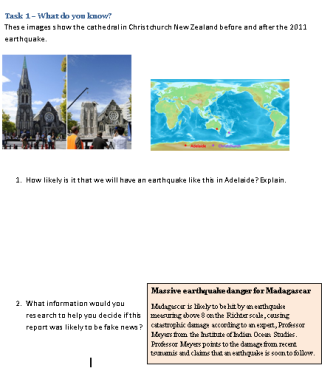 Task 1 – What do you know?
These images show the cathedral in Christchurch New Zealand before and after the 2011
earthquake.
Adelaide
1. How likely is it that we will have an earthquake like this in Adelaide? Explain.
2. What information would you
research to help you decide if this
report was likely to be fake news?
Massive earthquake danger for Madagascar
Madagascar is likely to be hit by an earthquake
measuring above 8 on the Richter scale, causing
catastrophic damage according to an expert, Professor
Meyers from the Institute of Indian Ocean Studies.
Professor Meyers points to the damage from recent
tsunamis and claims that an earthquake is soon to follow.